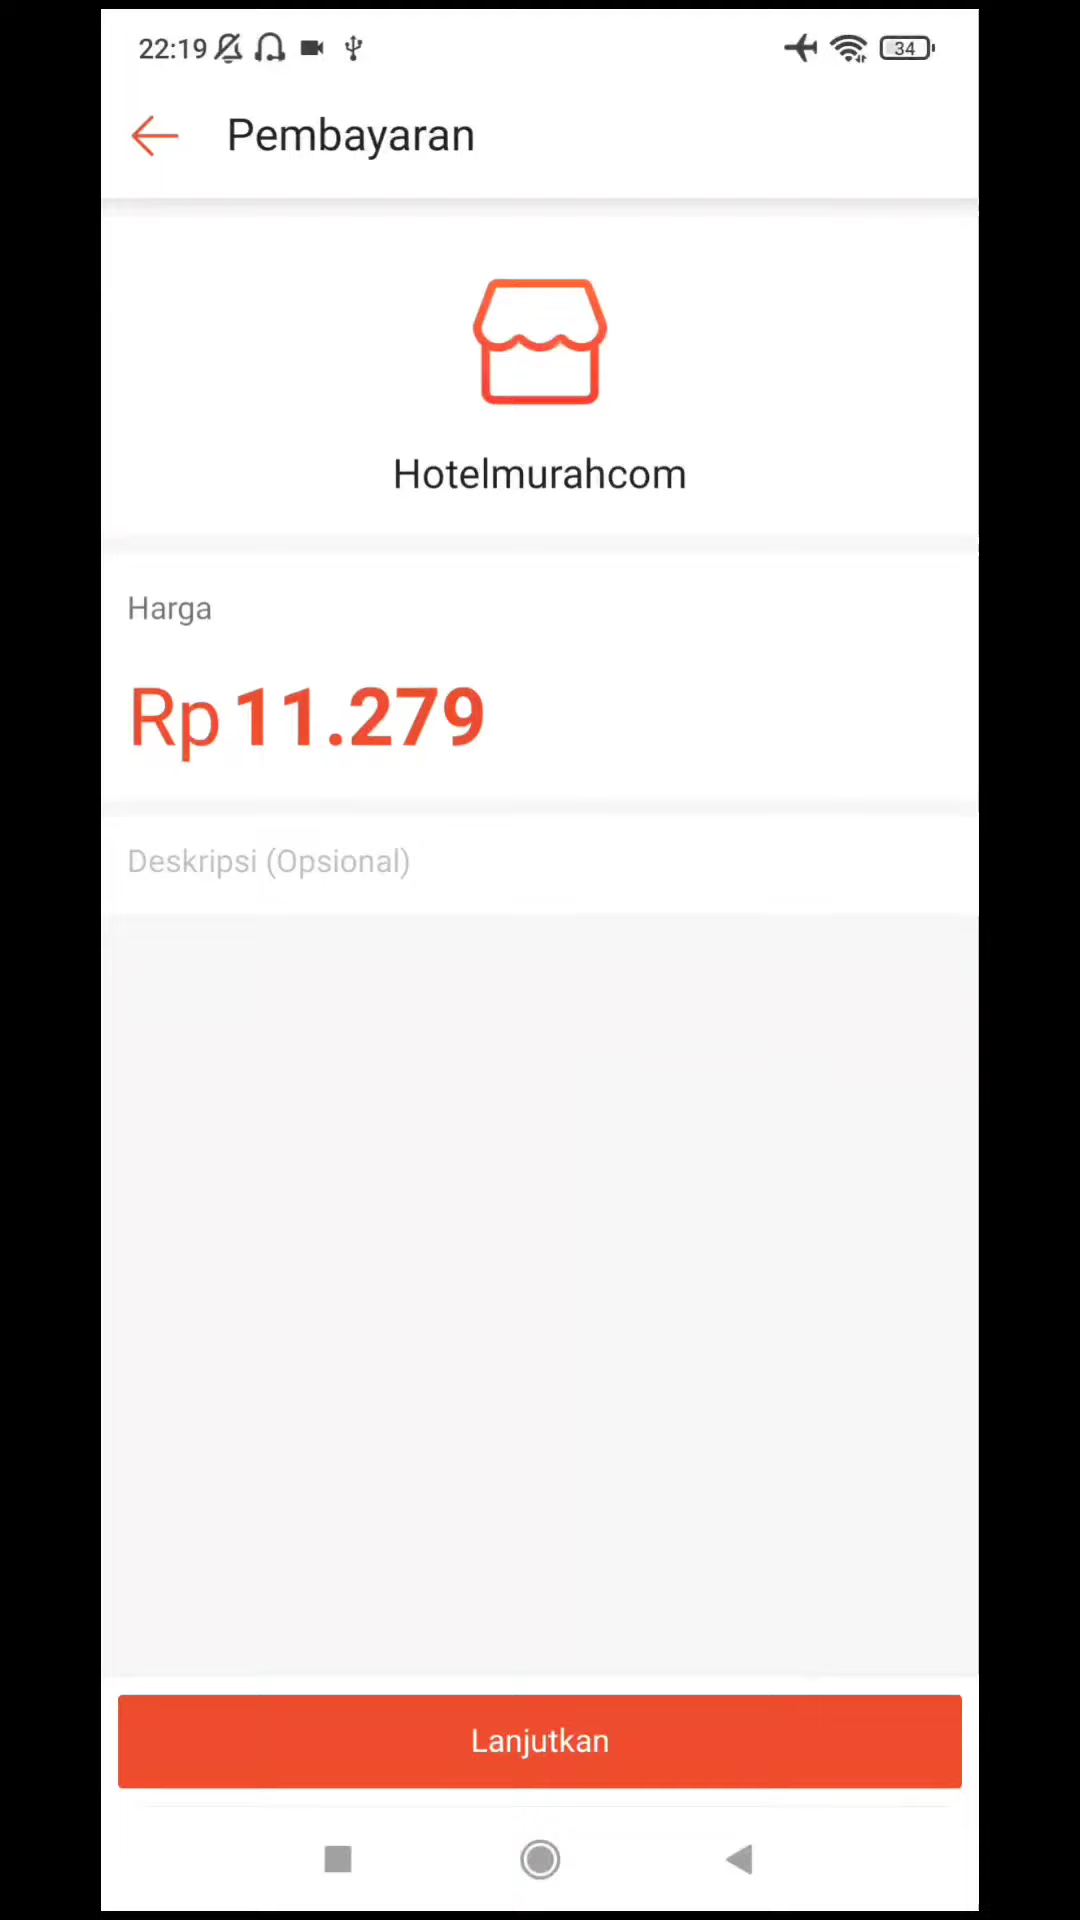 22:19
34
Pembayaran
Hotelmurahcom
Harga
Rp 11.279
Deskripsi (Opsional)
Lanjutkan